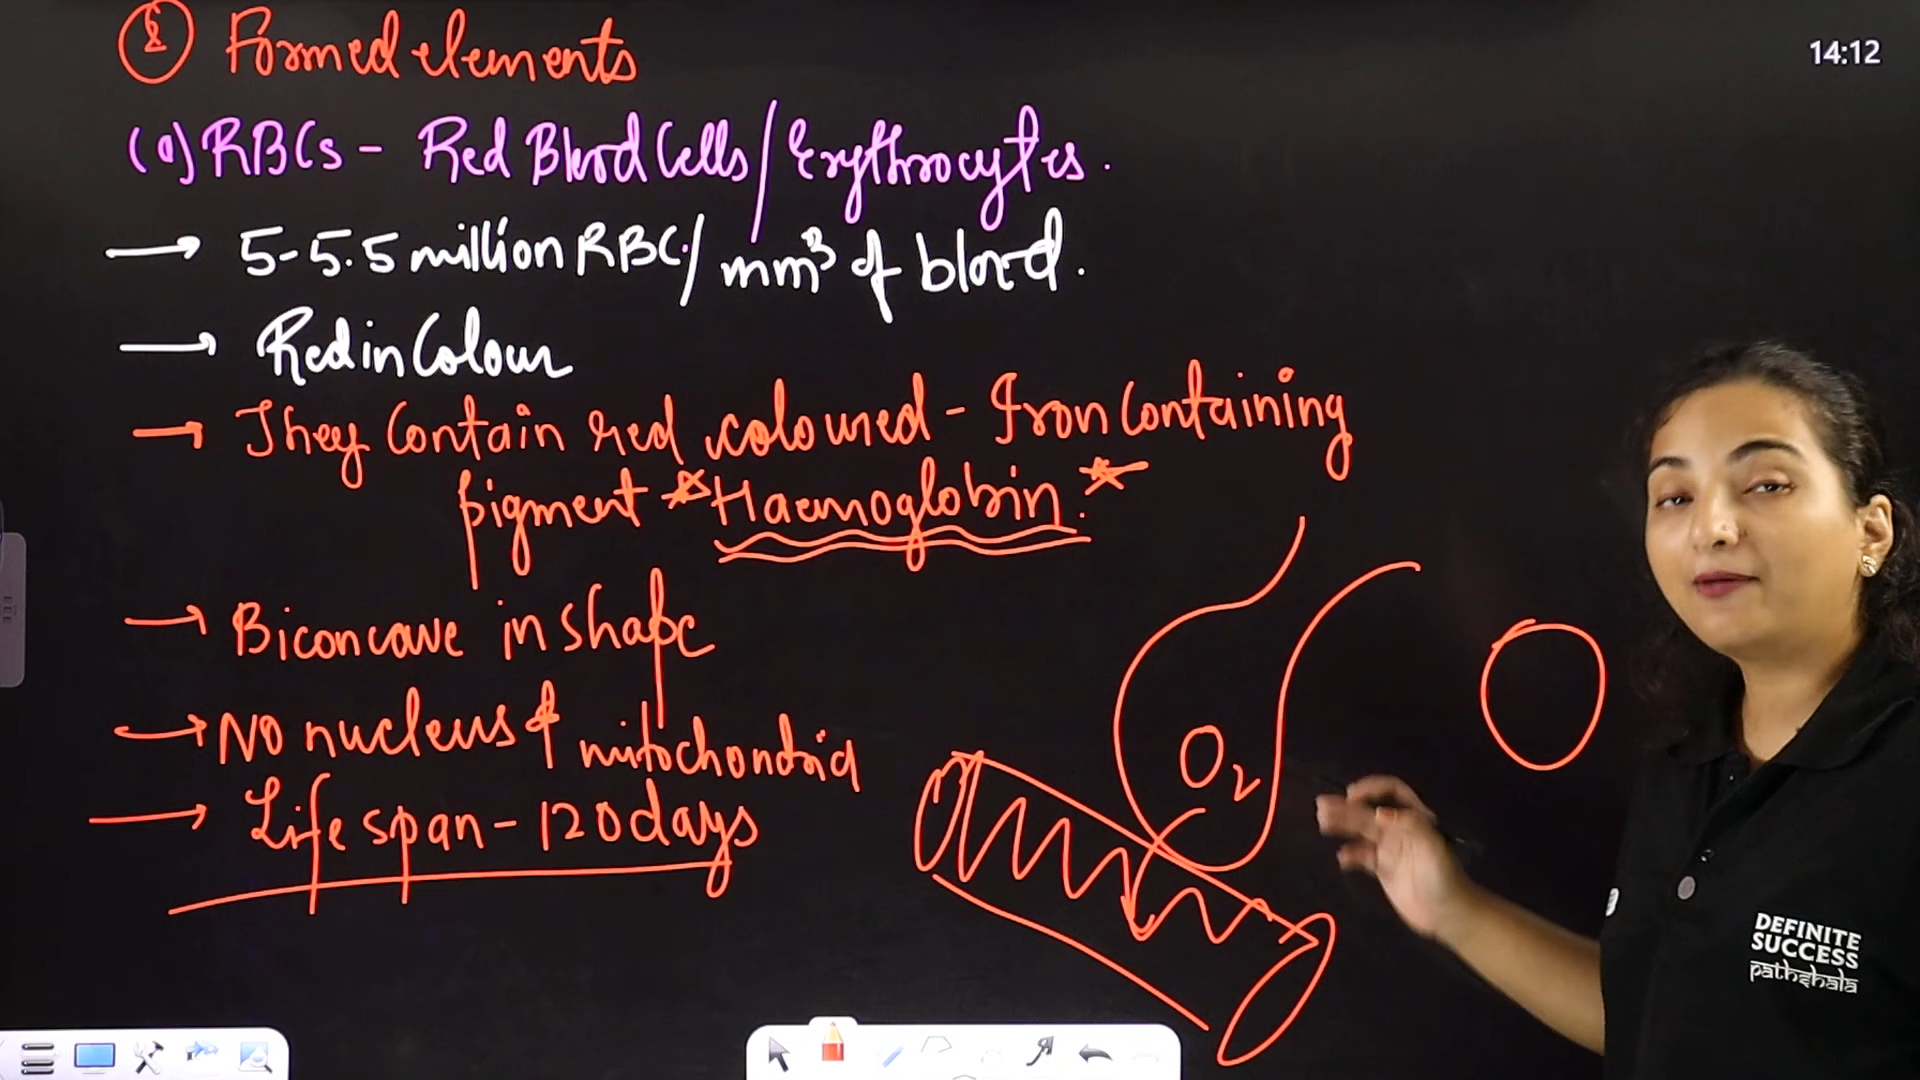 ② Formed elements
14:12
(a) RBCs - Red Blood Cells / Erythrocytes.
→ 5-5.5 million RBC / mm³ of blood.
→ Red in Colour
→ They Contain red coloured - Iron Containing
pigment * Haemoglobin. *
→ Biconcave in shape
→ NO nucleus & mitochondria
→ Life span - 120 days
O₂
DEFINITE
SUCCESS
pathshala